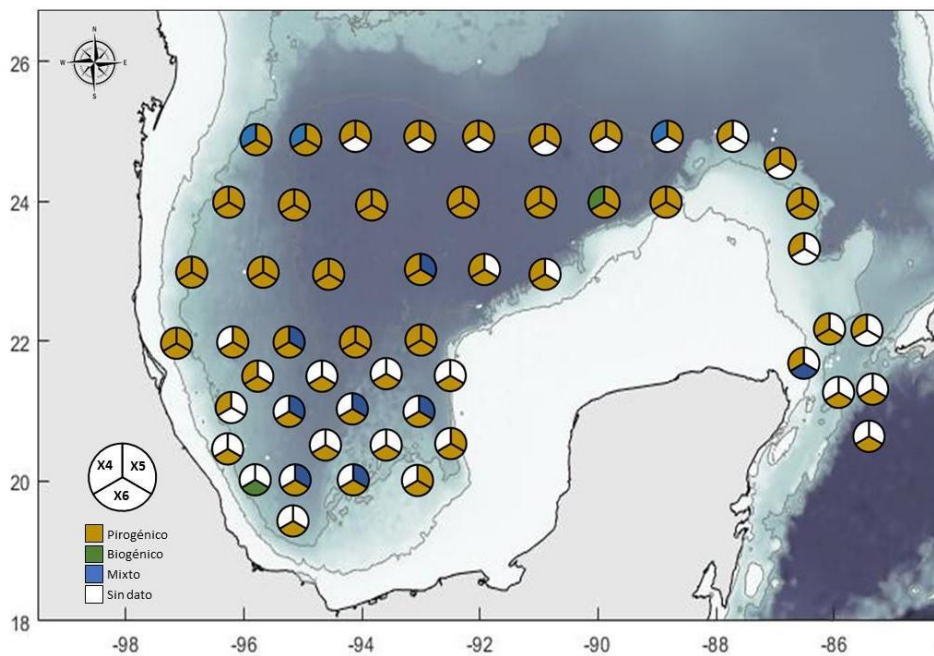 N
W
E
S
26
24
22
20
18
X4
X5
X6
Pirogénico
Biogénico
Mixto
Sin dato
-98
-96
-94
-92
-90
-88
-86